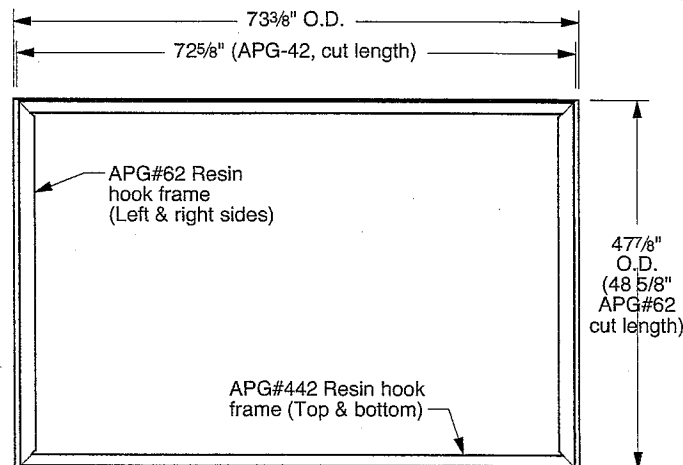 73⅜" O.D.
72⅝" (APG-42, cut length)
APG#62 Resin
hook frame
(Left & right sides)
47⅞"
O.D.
(48 5/8"
APG#62
cut length)
APG#442 Resin hook
frame (Top & bottom)